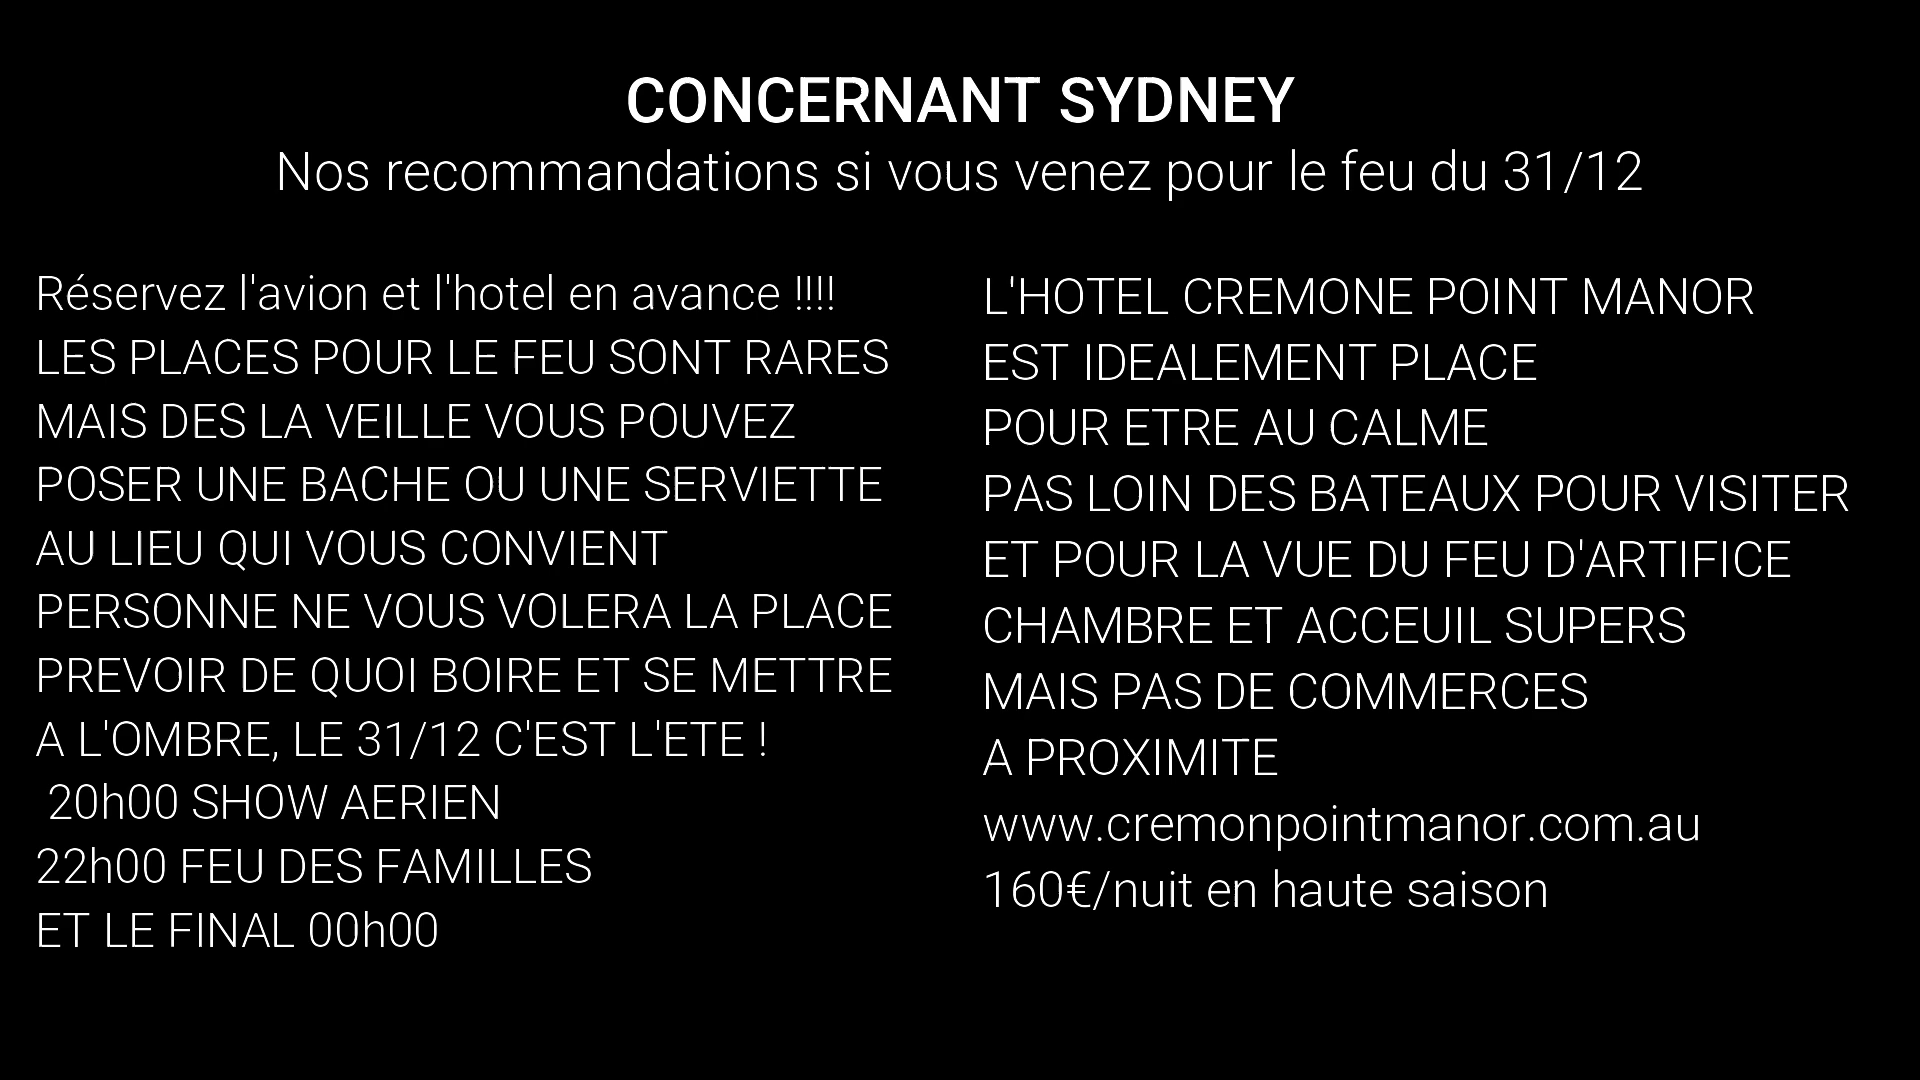 CONCERNANT SYDNEY
Nos recommandations si vous venez pour le feu du 31/12
Réservez l'avion et l'hotel en avance !!!!
LES PLACES POUR LE FEU SONT RARES
MAIS DES LA VEILLE VOUS POUVEZ
POSER UNE BACHE OU UNE SERVIETTE
AU LIEU QUI VOUS CONVIENT
PERSONNE NE VOUS VOLERA LA PLACE
PREVOIR DE QUOI BOIRE ET SE METTRE
A L'OMBRE, LE 31/12 C'EST L'ETE !
20h00 SHOW AERIEN
22h00 FEU DES FAMILLES
ET LE FINAL 00h00
L'HOTEL CREMONE POINT MANOR
EST IDEALEMENT PLACE
POUR ETRE AU CALME
PAS LOIN DES BATEAUX POUR VISITER
ET POUR LA VUE DU FEU D'ARTIFICE
CHAMBRE ET ACCEUIL SUPERS
MAIS PAS DE COMMERCES
A PROXIMITE
www.cremonpointmanor.com.au
160€/nuit en haute saison